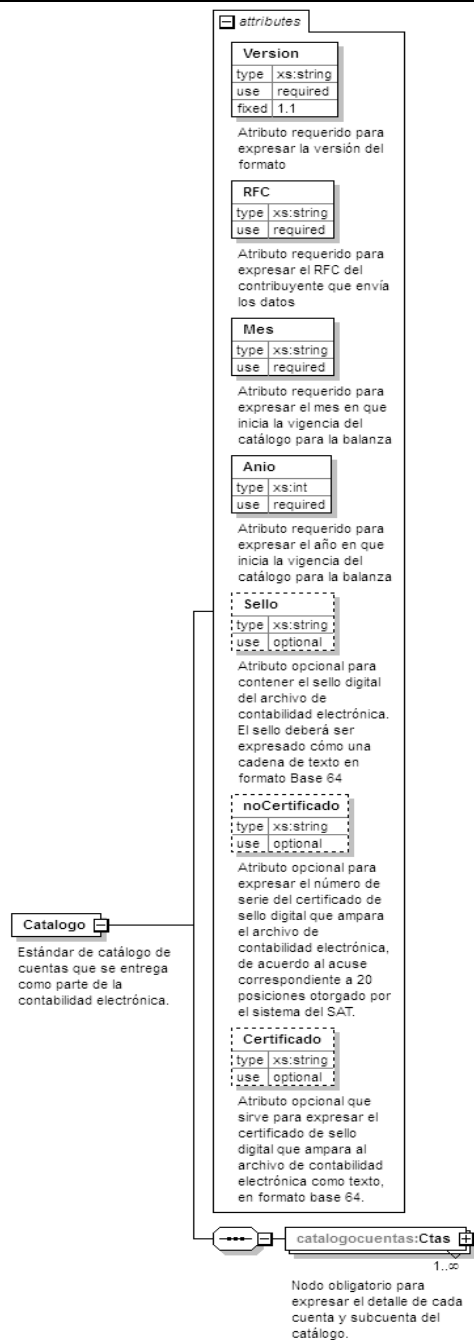 attributes
Version
type xs:string
use required
fixed 1.1
Atributo requerido para
expresar la versión del
formato
RFC
type xs:string
use required
Atributo requerido para
expresar el RFC del
contribuyente que envía
los datos
Mes
type xs:string
use required
Atributo requerido para
expresar el mes en que
inicia la vigencia del
catálogo para la balanza
Anio
type xs:int
use required
Atributo requerido para
expresar el año en que
inicia la vigencia del
catálogo para la balanza
Sello
type xs:string
use optional
Atributo opcional para
contener el sello digital
del archivo de
contabilidad electrónica.
El sello deberá ser
expresado cómo una
cadena de texto en
formato Base 64
noCertificado
type xs:string
use optional
Atributo opcional para
expresar el número de
serie del certificado de
sello digital que ampara
el archivo de
contabilidad electrónica,
de acuerdo al acuse
correspondiente a 20
posiciones otorgado por
el sistema del SAT.
Catalogo
Estándar de catálogo de
cuentas que se entrega
como parte de la
contabilidad electrónica.
Certificado
type xs:string
use optional
Atributo opcional que
sirve para expresar el
certificado de sello
digital que ampara al
archivo de contabilidad
electrónica como texto,
en formato base 64.
catalogocuentas:Ctas
1..∞
Nodo obligatorio para
expresar el detalle de cada
cuenta y subcuenta del
catálogo.